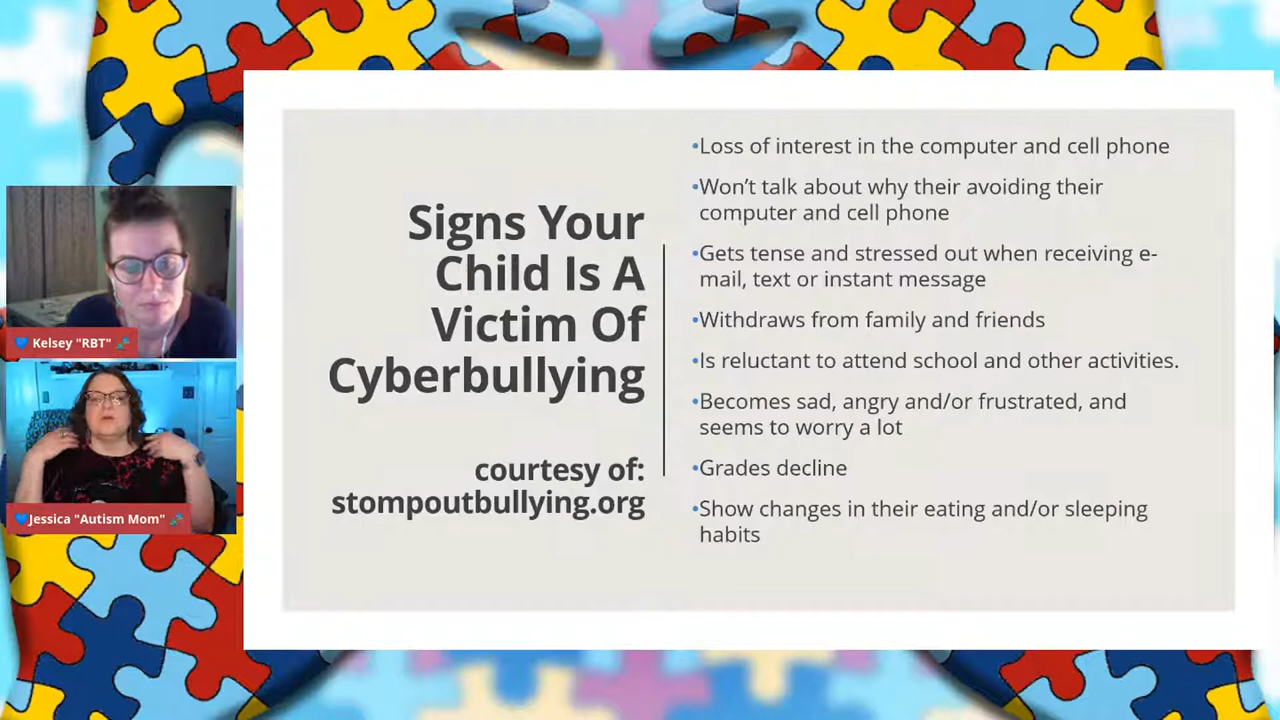 Signs Your
Child Is A
Victim Of
Cyberbullying
courtesy of:
stompoutbullying.org
•Loss of interest in the computer and cell phone
•Won’t talk about why their avoiding their
computer and cell phone
•Gets tense and stressed out when receiving e-
mail, text or instant message
•Withdraws from family and friends
•Is reluctant to attend school and other activities.
•Becomes sad, angry and/or frustrated, and
seems to worry a lot
•Grades decline
•Show changes in their eating and/or sleeping
habits
Kelsey "RBT"
Jessica "Autism Mom"